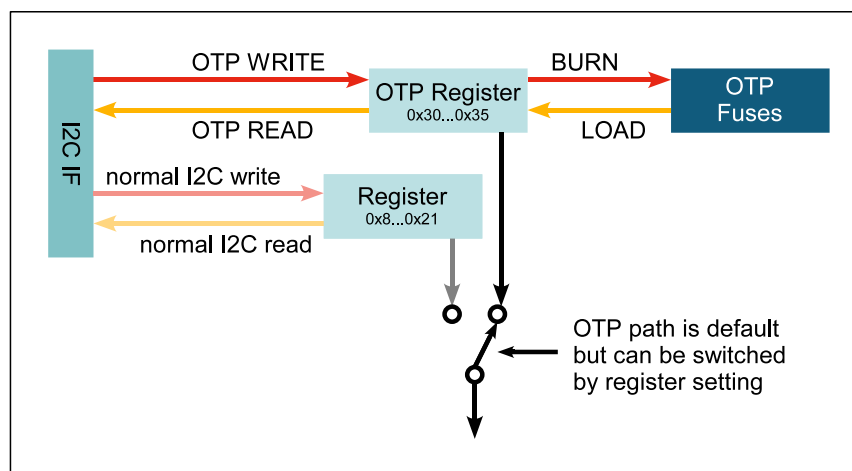 OTP WRITE
BURN
OTP Register
0x30...0x35
OTP
Fuses
OTP READ
LOAD
I2C IF
normal I2C write
Register
0x8...0x21
normal I2C read
OTP path is default
but can be switched
by register setting